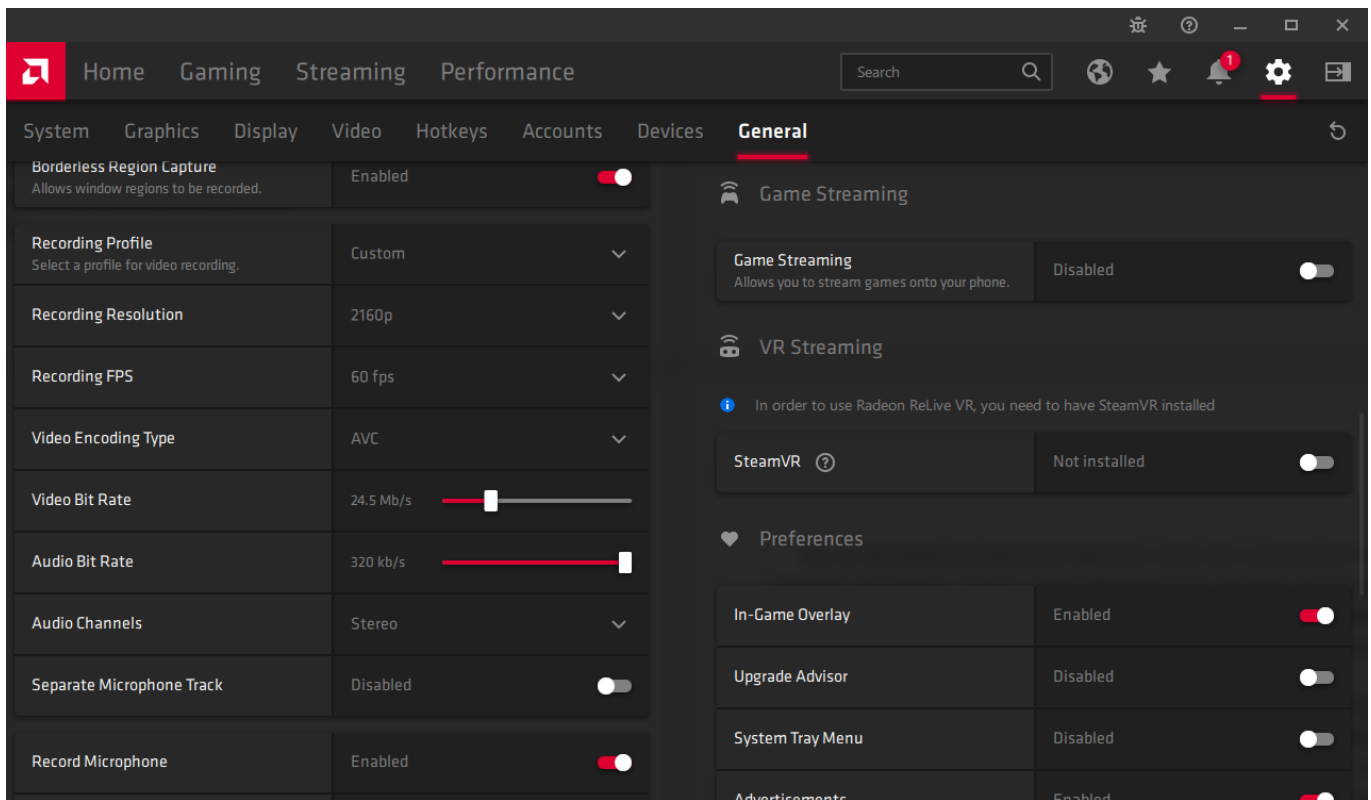 1
Home Gaming Streaming Performance
Search
System Graphics Display Video Hotkeys Accounts Devices General
Borderless Region Capture
Allows window regions to be recorded.
Enabled
Recording Profile
Select a profile for video recording.
Custom
Recording Resolution
2160p
Recording FPS
60 fps
Video Encoding Type
AVC
Video Bit Rate
24.5 Mb/s
Audio Bit Rate
320 kb/s
Audio Channels
Stereo
Separate Microphone Track
Disabled
Record Microphone
Enabled
Game Streaming
Game Streaming
Allows you to stream games onto your phone.
Disabled
VR Streaming
In order to use Radeon ReLive VR, you need to have SteamVR installed
SteamVR
Not installed
Preferences
In-Game Overlay
Enabled
Upgrade Advisor
Disabled
System Tray Menu
Disabled
Advertisements
Enabled